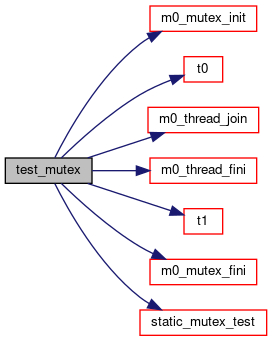 m0_mutex_init
t0
m0_thread_join
test_mutex
m0_thread_fini
t1
m0_mutex_fini
static_mutex_test